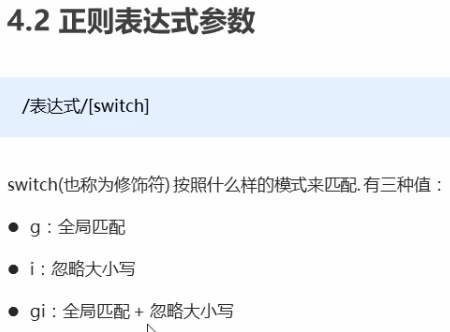 4.2 正则表达式参数
/表达式/[switch]
switch(也称为修饰符) 按照什么样的模式来匹配. 有三种值：
● g：全局匹配
● i：忽略大小写
● gi：全局匹配 + 忽略大小写